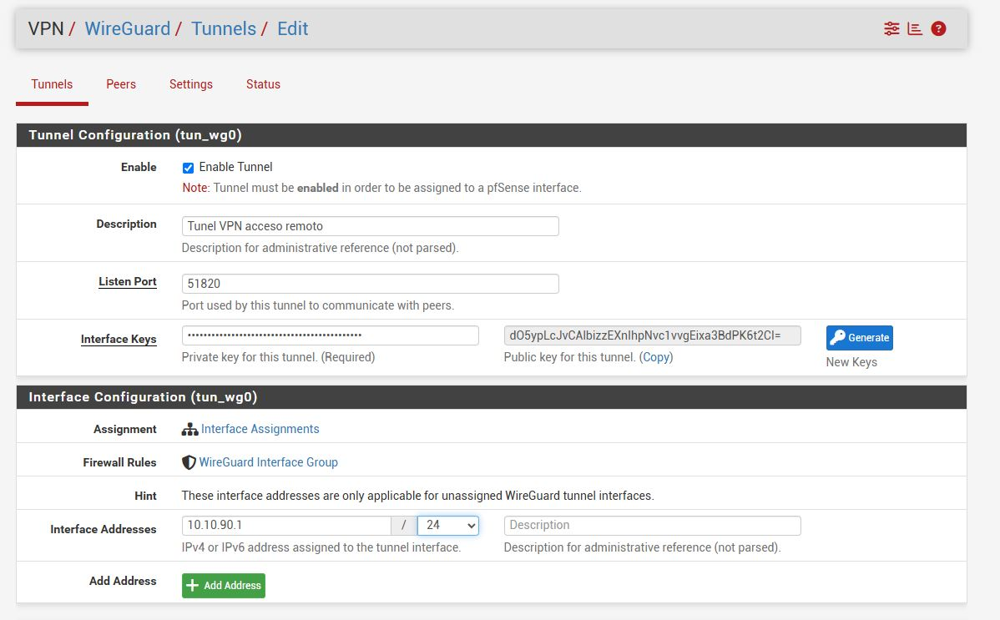 VPN / WireGuard / Tunnels / Edit
Tunnels Peers Settings Status
Tunnel Configuration (tun_wg0)
Enable
Enable Tunnel
Note: Tunnel must be enabled in order to be assigned to a pfSense interface.
Description
Tunel VPN acceso remoto
Description for administrative reference (not parsed).
Listen Port
51820
Port used by this tunnel to communicate with peers.
Interface Keys
dO5ypLcJvCAIbizzEXnIhpNvc1vvgEixa3BdPK6t2CI=
Generate
Private key for this tunnel. (Required)
Public key for this tunnel. (Copy)
New Keys
Interface Configuration (tun_wg0)
Assignment
Interface Assignments
Firewall Rules
WireGuard Interface Group
Hint
These interface addresses are only applicable for unassigned WireGuard tunnel interfaces.
Interface Addresses
10.10.90.1 / 24
Description
IPv4 or IPv6 address assigned to the tunnel interface.
Description for administrative reference (not parsed).
Add Address
Add Address